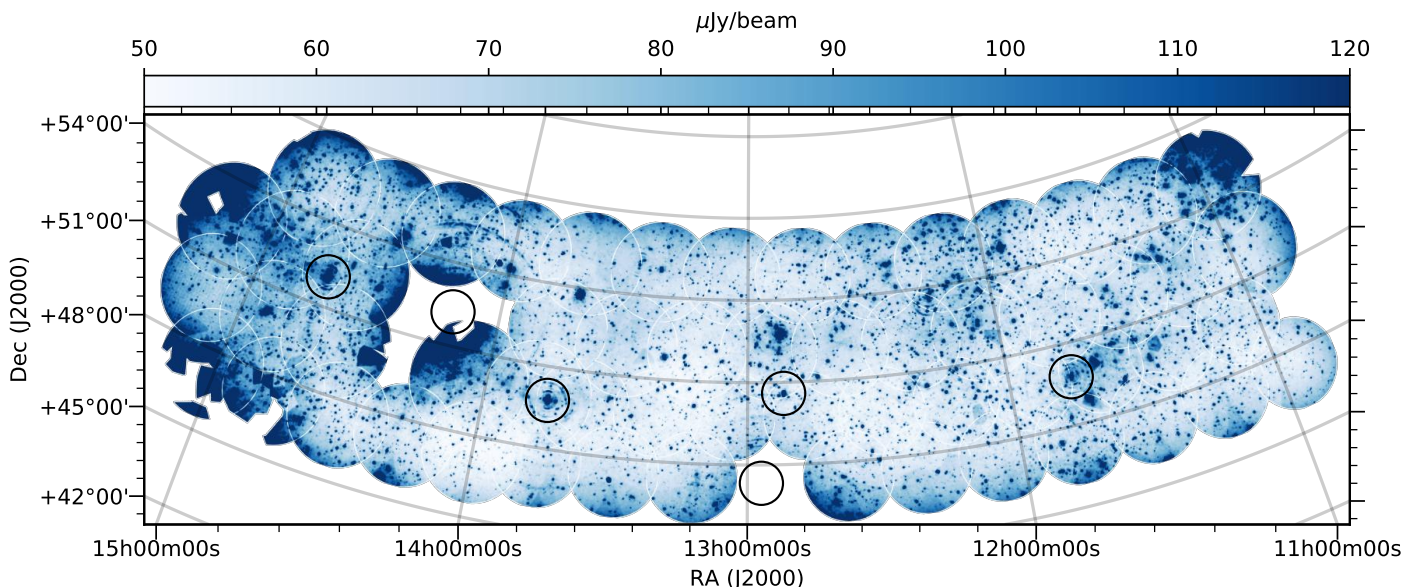 μJy/beam
50 60 70 80 90 100 110 120
+54°00'
+51°00'
+48°00'
+45°00'
+42°00'
Dec (J2000)
15h00m00s 14h00m00s 13h00m00s 12h00m00s 11h00m00s
RA (J2000)